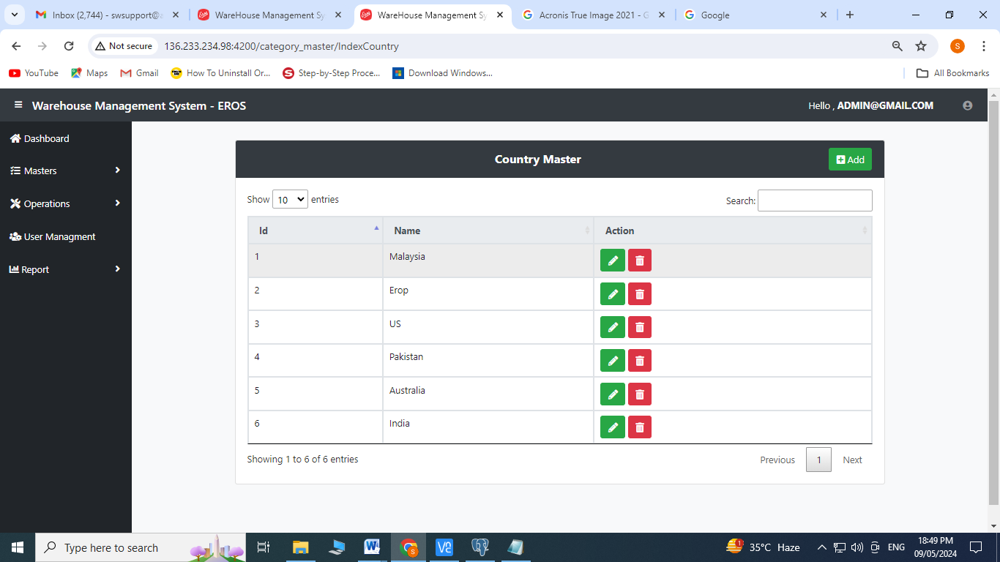 Inbox (2,744) - swsupport@a
WareHouse Management Sy
WareHouse Management Sy
Acronis True Image 2021 - G
Google
Not secure
136.233.234.98:4200/category_master/IndexCountry
S
YouTube
Maps
Gmail
How To Uninstall Or...
Step-by-Step Proce...
Download Windows...
All Bookmarks
Warehouse Management System - EROS
Hello , ADMIN@GMAIL.COM
Dashboard
Masters
Operations
User Managment
Report
Country Master
Add
Show 10 entries
Search:
Id Name Action
1 Malaysia
2 Erop
3 US
4 Pakistan
5 Australia
6 India
Showing 1 to 6 of 6 entries
Previous 1 Next
Type here to search
35°C Haze
ENG
18:49 PM
09/05/2024